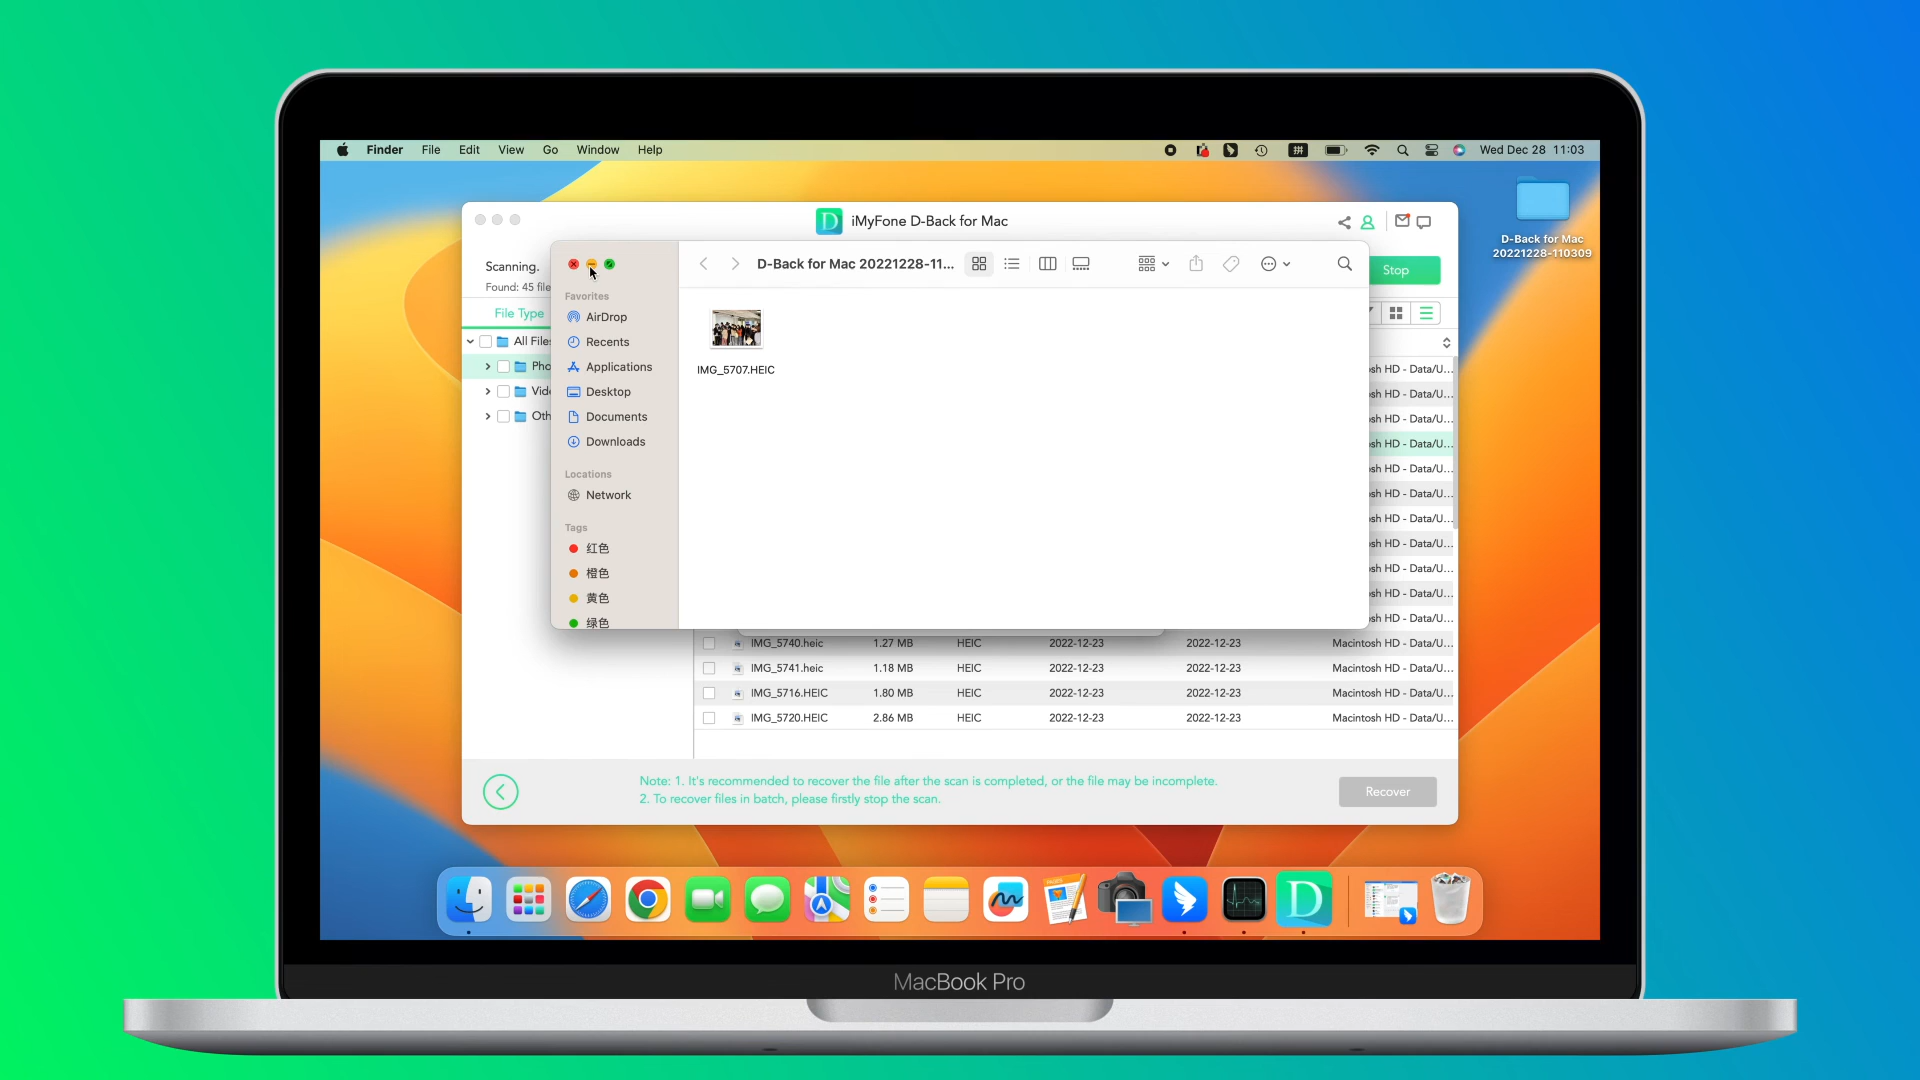 Finder File Edit View Go Window Help
Wed Dec 28 11:03
iMyFone D-Back for Mac
D-Back for Mac
20221228-110309
Scanning.
Found: 45 file
Stop
D-Back for Mac 20221228-11...
File Type
All Files
Pho
Vid
Oth
Favorites
AirDrop
Recents
Applications
Desktop
Documents
Downloads
Locations
Network
Tags
红色
橙色
黄色
绿色
IMG_5707.HEIC
sh HD - Data/U...
sh HD - Data/U...
sh HD - Data/U...
sh HD - Data/U...
sh HD - Data/U...
sh HD - Data/U...
sh HD - Data/U...
sh HD - Data/U...
sh HD - Data/U...
sh HD - Data/U...
sh HD - Data/U...
IMG_5740.heic 1.27 MB HEIC 2022-12-23 2022-12-23 Macintosh HD - Data/U...
IMG_5741.heic 1.18 MB HEIC 2022-12-23 2022-12-23 Macintosh HD - Data/U...
IMG_5716.HEIC 1.80 MB HEIC 2022-12-23 2022-12-23 Macintosh HD - Data/U...
IMG_5720.HEIC 2.86 MB HEIC 2022-12-23 2022-12-23 Macintosh HD - Data/U...
Note: 1. It's recommended to recover the file after the scan is completed, or the file may be incomplete.
2. To recover files in batch, please firstly stop the scan.
Recover
MacBook Pro